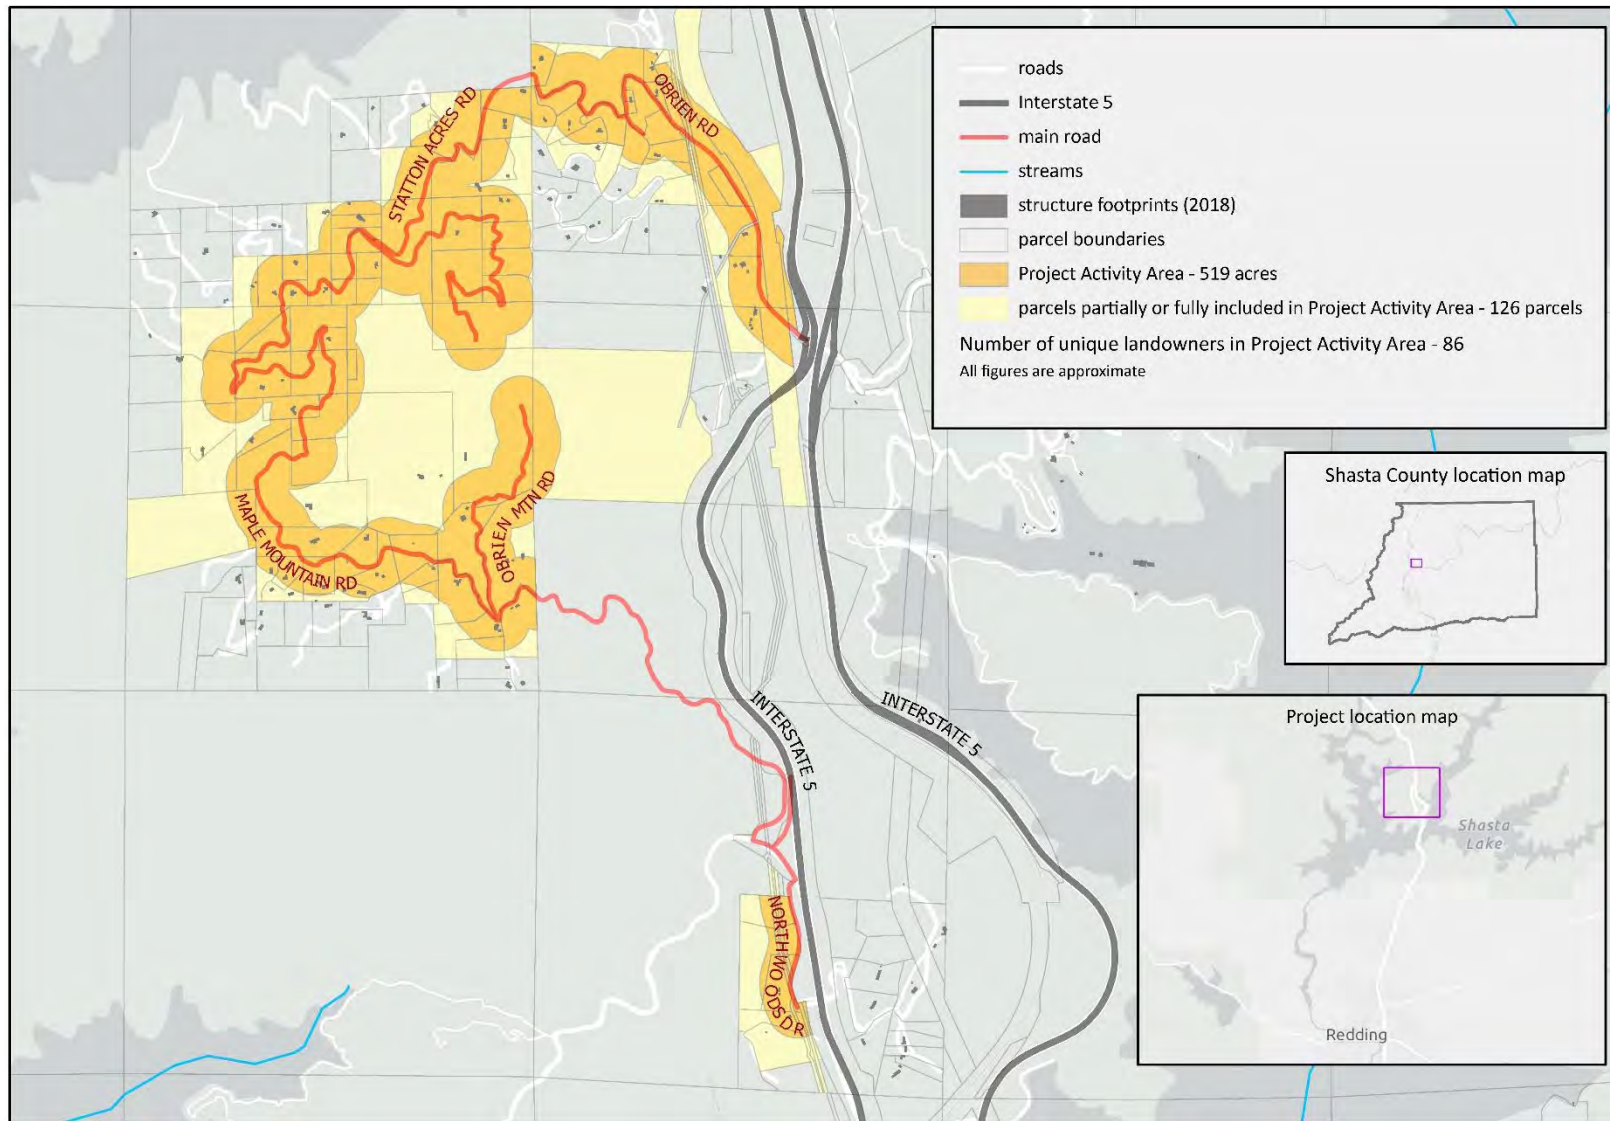 roads
Interstate 5
main road
streams
structure footprints (2018)
parcel boundaries
Project Activity Area - 519 acres
parcels partially or fully included in Project Activity Area - 126 parcels
Number of unique landowners in Project Activity Area - 86
All figures are approximate
STATTON ACRES RD
OBRIEN RD
MAPLE MOUNTAIN RD
OBRIEN MTN RD
INTERSTATE 5
INTERSTATE 5
NORTHWOODS DR
Shasta County location map
Project location map
Shasta
Lake
Redding